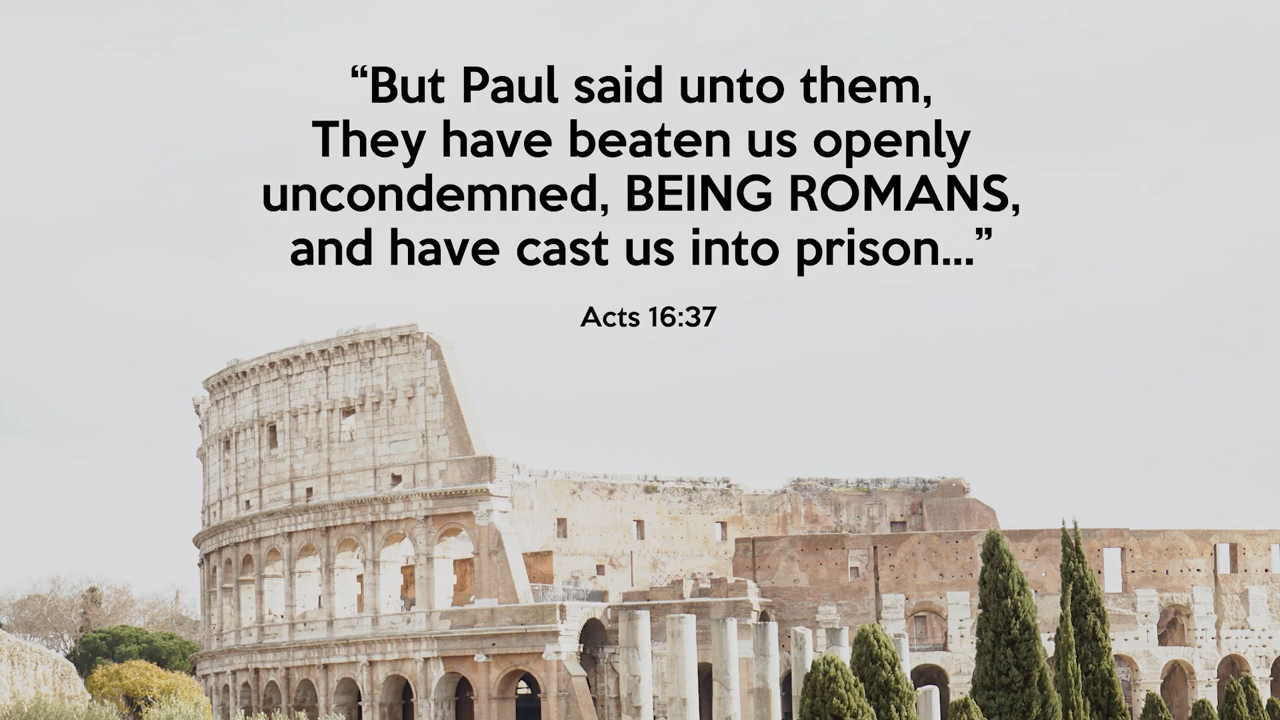 “But Paul said unto them,
They have beaten us openly
uncondemned, BEING ROMANS,
and have cast us into prison...”
Acts 16:37